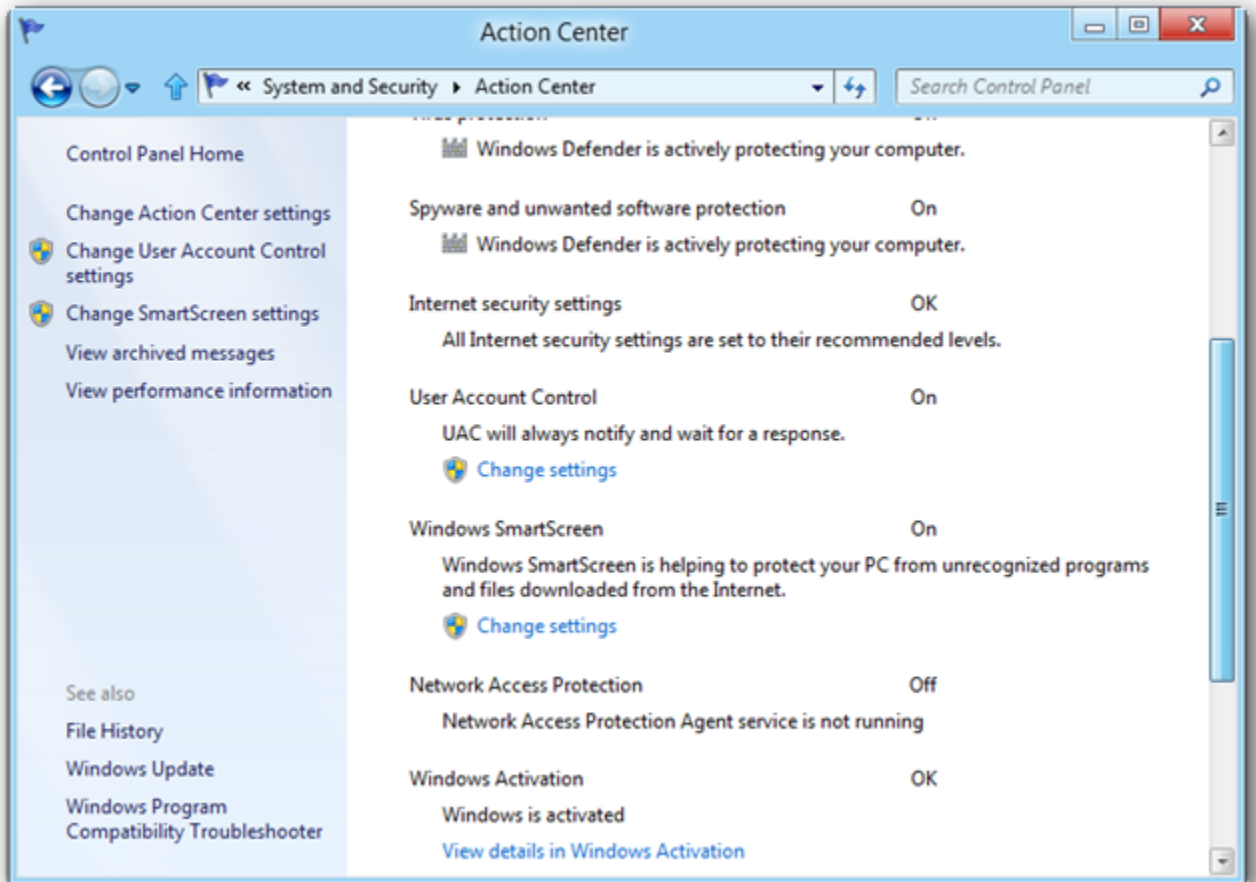 Action Center
« System and Security ▸ Action Center
Search Control Panel
Control Panel Home
Change Action Center settings
Change User Account Control
settings
Change SmartScreen settings
View archived messages
View performance information
See also
File History
Windows Update
Windows Program
Compatibility Troubleshooter
Windows Defender is actively protecting your computer.
Spyware and unwanted software protection On
Windows Defender is actively protecting your computer.
Internet security settings OK
All Internet security settings are set to their recommended levels.
User Account Control On
UAC will always notify and wait for a response.
Change settings
Windows SmartScreen On
Windows SmartScreen is helping to protect your PC from unrecognized programs
and files downloaded from the Internet.
Change settings
Network Access Protection Off
Network Access Protection Agent service is not running
Windows Activation OK
Windows is activated
View details in Windows Activation